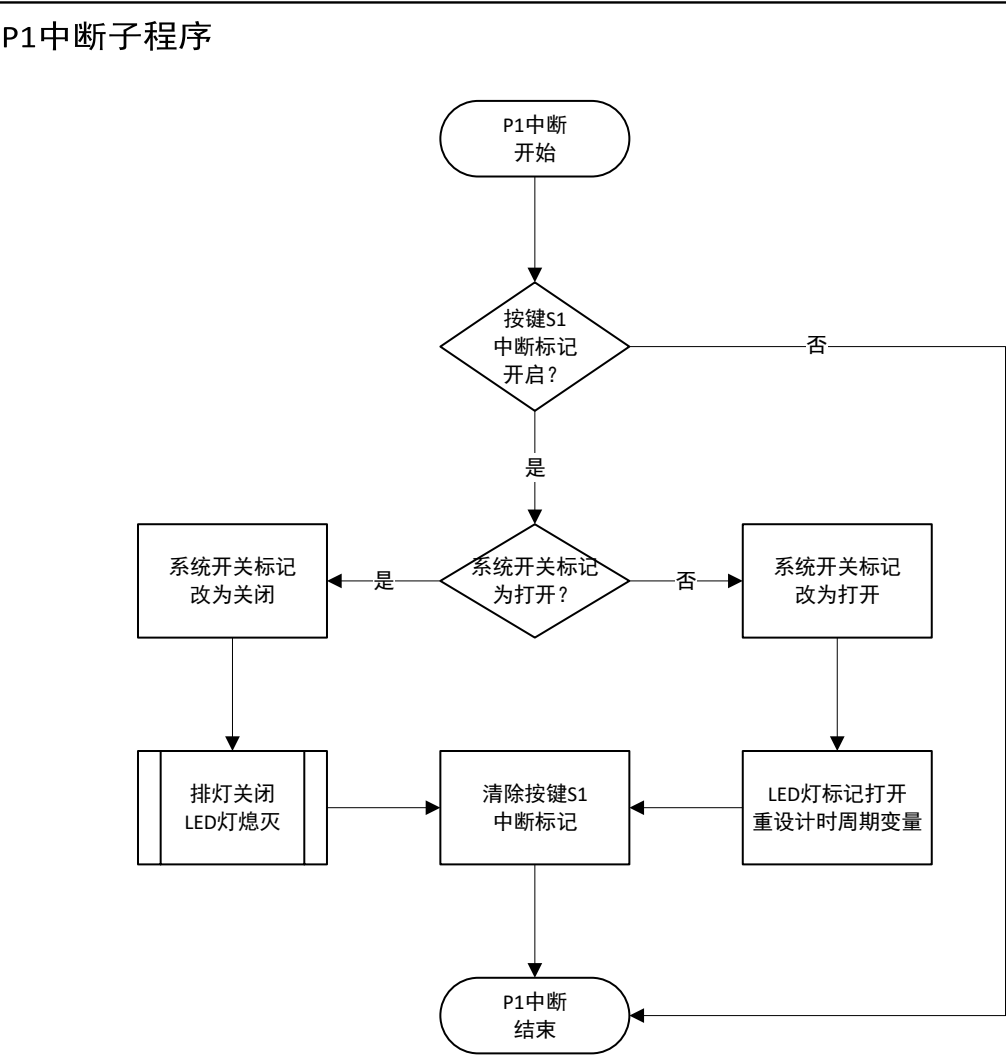 P1中断子程序
P1中断
开始
按键S1
中断标记
开启？
否
是
系统开关标记
改为关闭
是
系统开关标记
为打开？
否
系统开关标记
改为打开
排灯关闭
LED灯熄灭
清除按键S1
中断标记
LED灯标记打开
重设计时周期变量
P1中断
结束